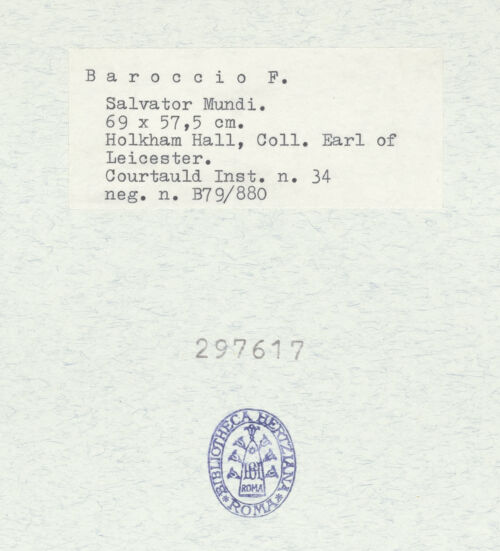 B a r o c c i o F.
Salvator Mundi.
69 x 57,5 cm.
Holkham Hall, Coll. Earl of
Leicester.
Courtauld Inst. n. 34
neg. n. B79/880
297617
BIBLIOTHECA HERTZIANA
BH
ROMA
* ROMA *